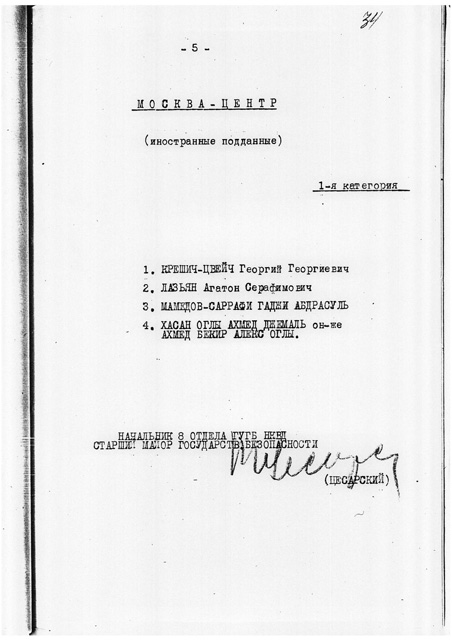 34
- 5 -
МОСКВА-ЦЕНТР
(иностранные подданные)
1-я категория
1. КРЕШИЧ-ЦВЕЙЧ Георгий Георгиевич
2. ЛАЗЬЯН Агатон Серафимович
3. МАМЕДОВ-САРРАФИ ГАДЖИ АБДРАСУЛЬ
4. ХАСАН ОГЛЫ АХМЕД ДЖЕМАЛЬ он-же
АХМЕД БЕКИР АЛЕКС ОГЛЫ.
НАЧАЛЬНИК 8 ОТДЕЛА ГУГБ НКВД
СТАРШИЙ МАЙОР ГОСУДАРСТВ.БЕЗОПАСНОСТИ
(ЦЕСАРСКИЙ)